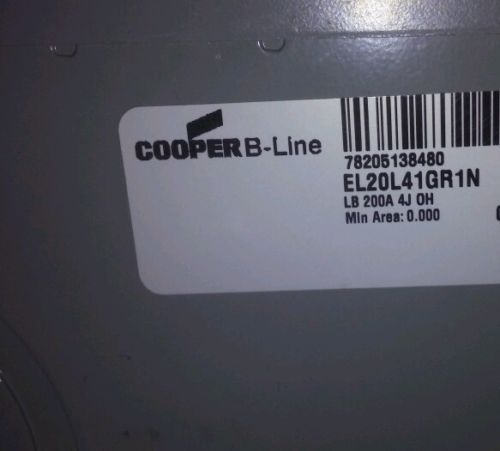 COOPER B-Line
78205138480
EL20L41GR1N
LB 200A 4J OH
Min Area: 0.000